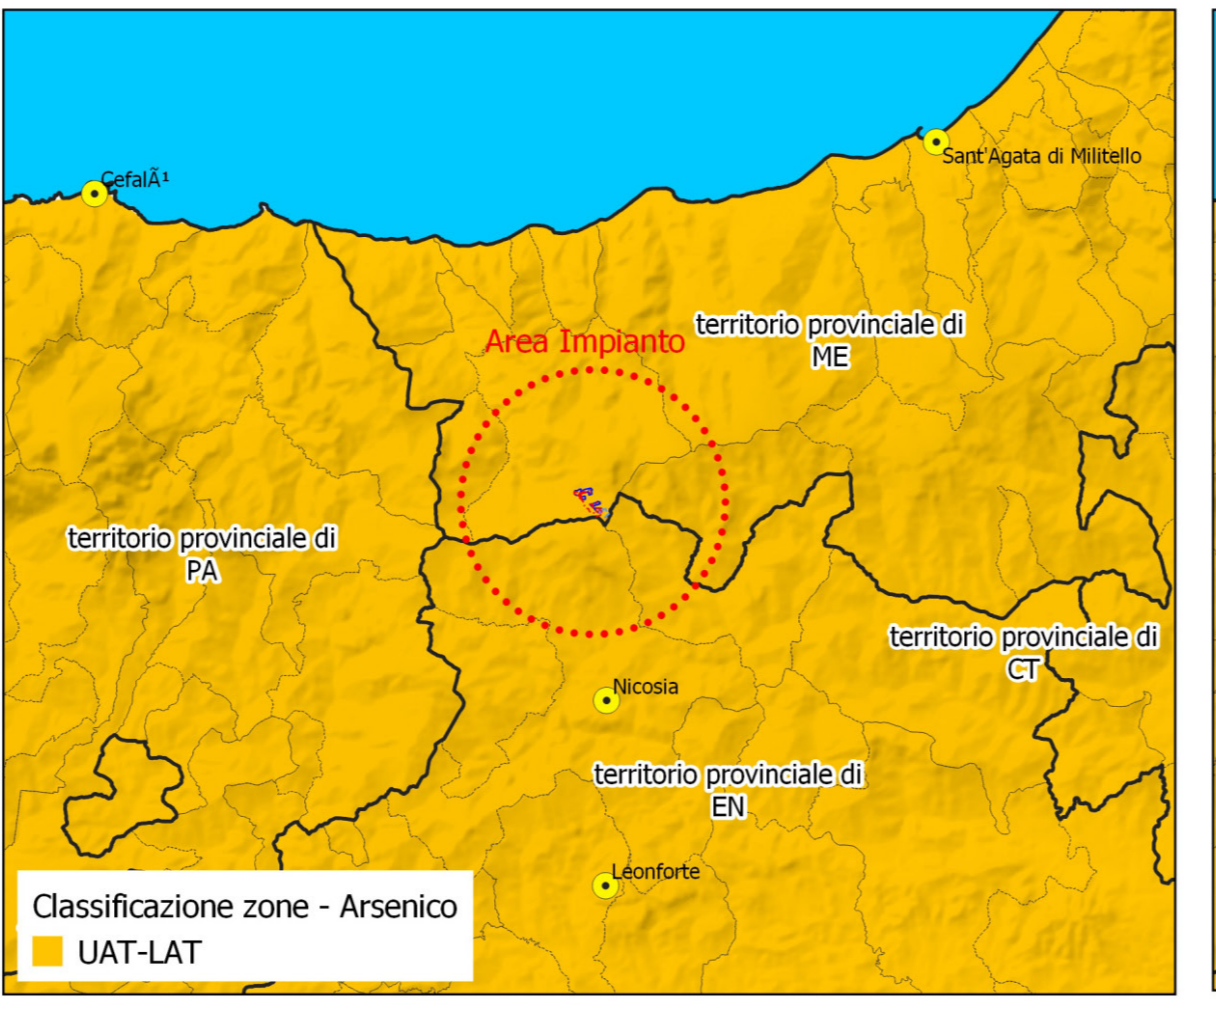 CefalÃ¹
Sant'Agata di Militello
territorio provinciale di
ME
Area Impianto
territorio provinciale di
PA
territorio provinciale di
CT
Nicosia
territorio provinciale di
EN
Leonforte
Classificazione zone - Arsenico
UAT-LAT